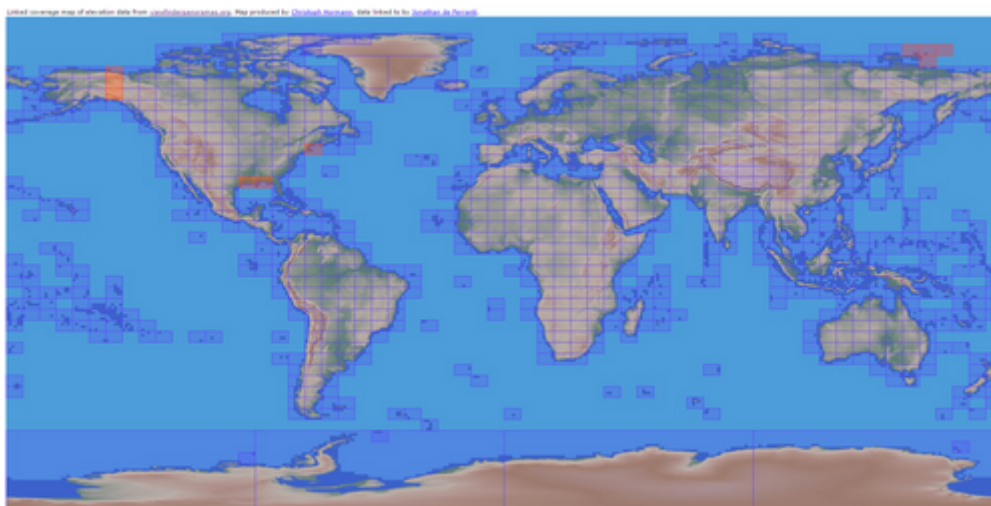 Linked coverage map of elevation data from viewfinderpanoramas.org. Map produced by Christoph Hormann, data linked to by Jonathan de Ferranti.